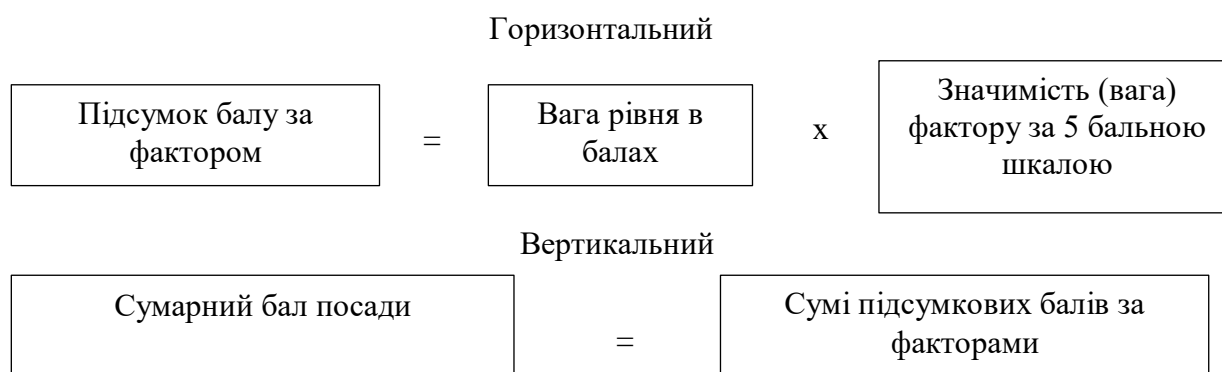 Горизонтальний
Підсумок балу за
фактором
=
Вага рівня в
балах
х
Значимість (вага)
фактору за 5 бальною
шкалою
Вертикальний
Сумарний бал посади
=
Сумі підсумкових балів за
факторами